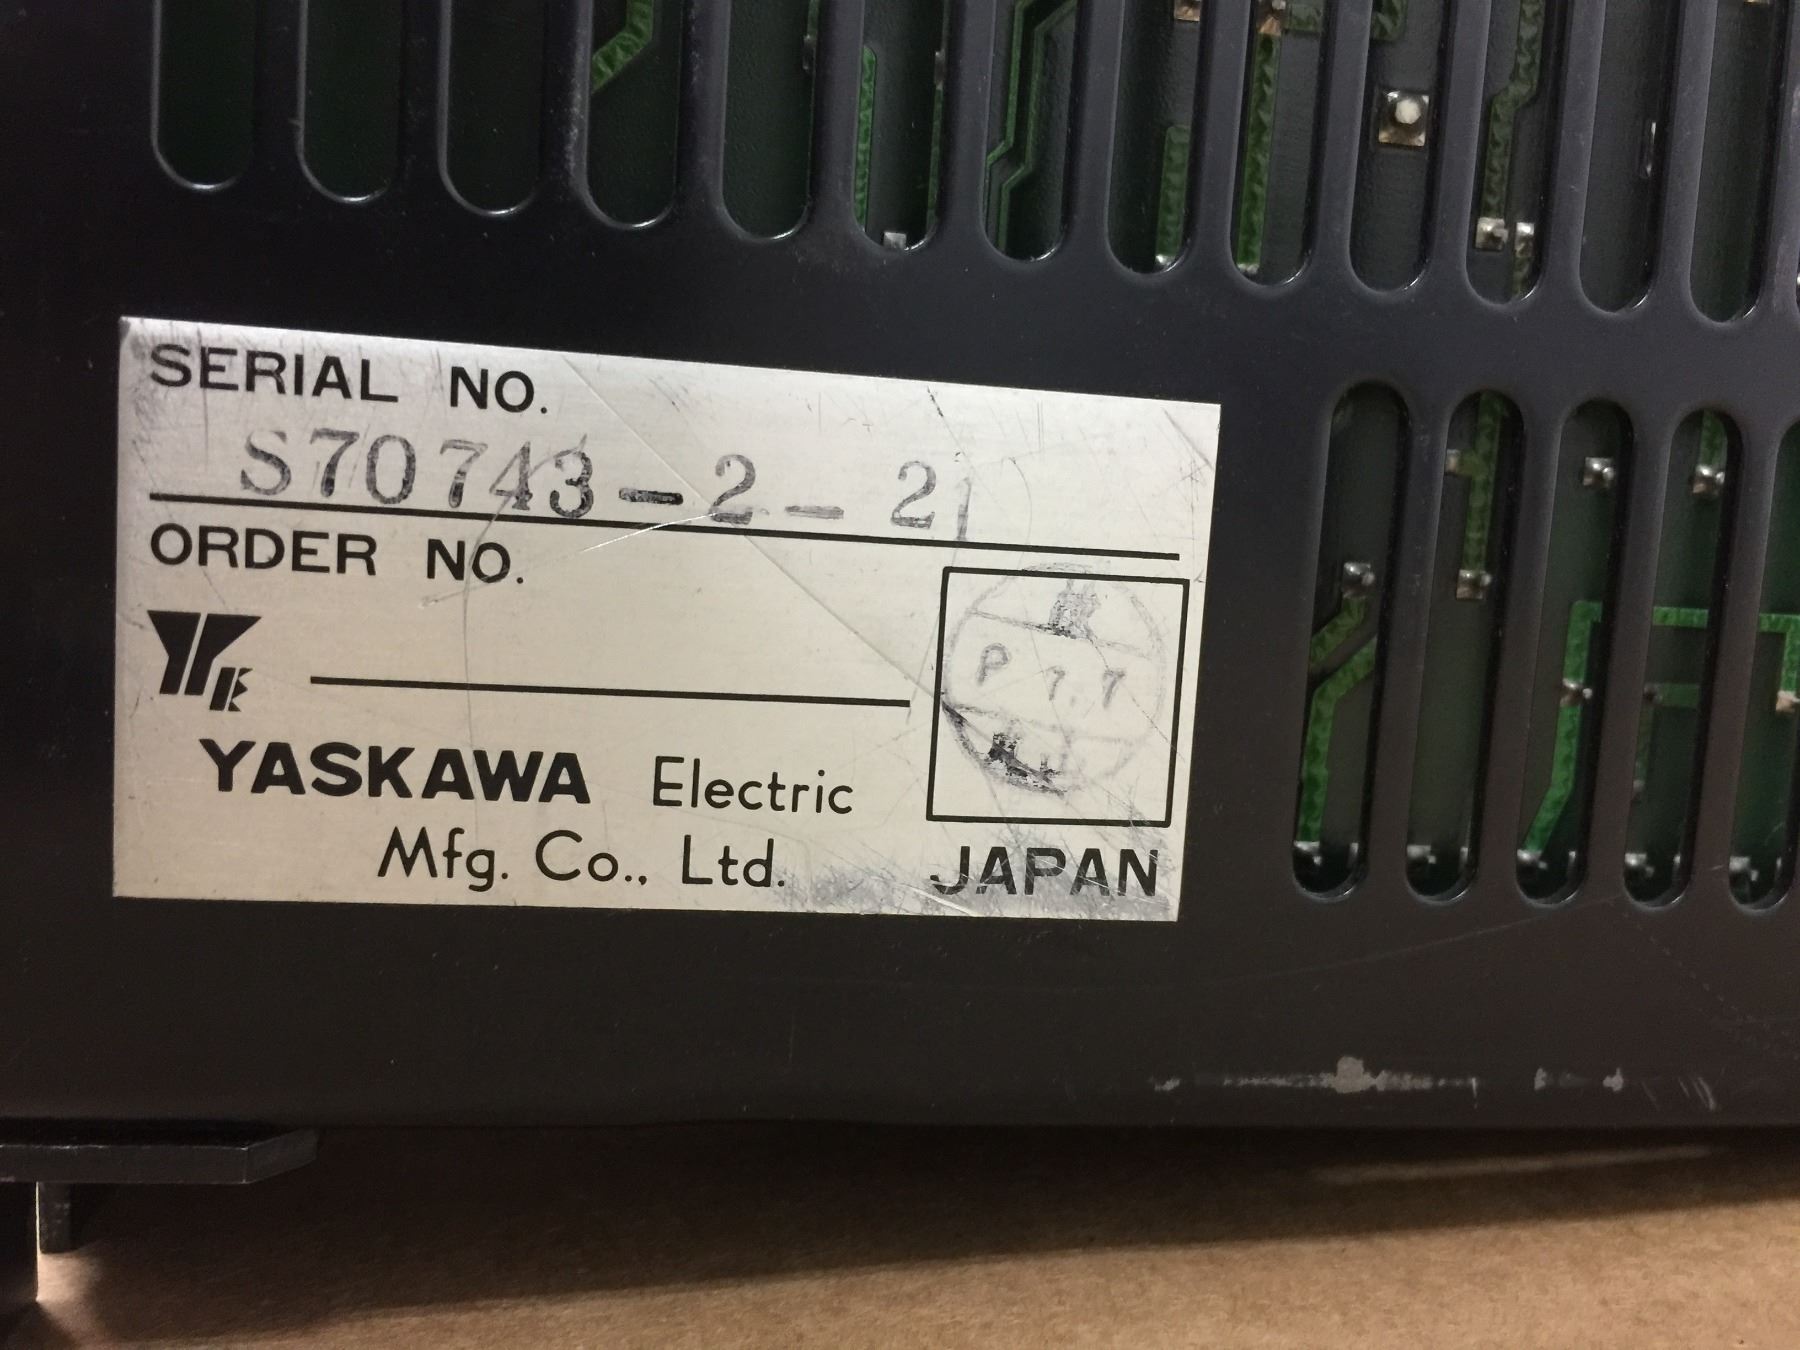 SERIAL NO.
S70743-2-21
ORDER NO.
YASKAWA Electric
Mfg. Co., Ltd.
P 7.7
JAPAN